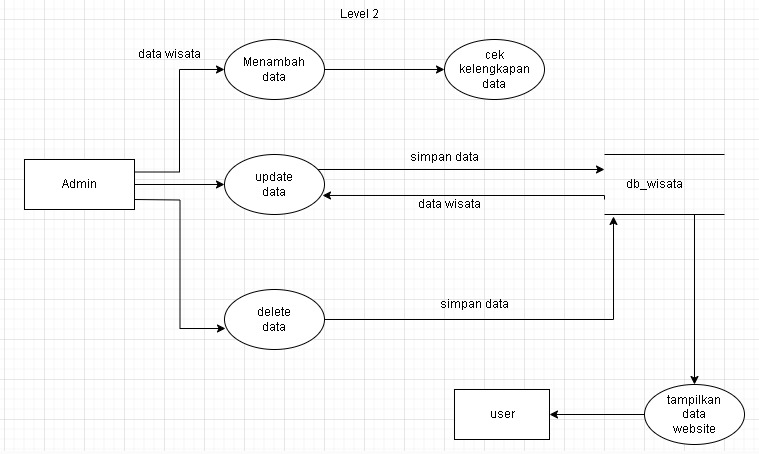 Level 2
data wisata
Menambah
data
cek
kelengkapan
data
Admin
update
data
simpan data
data wisata
db_wisata
delete
data
simpan data
user
tampilkan
data
website